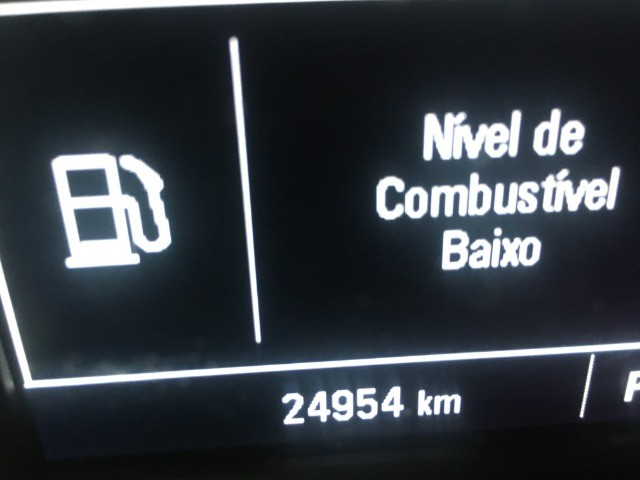 Nível de
Combustível
Baixo
24954 km
P